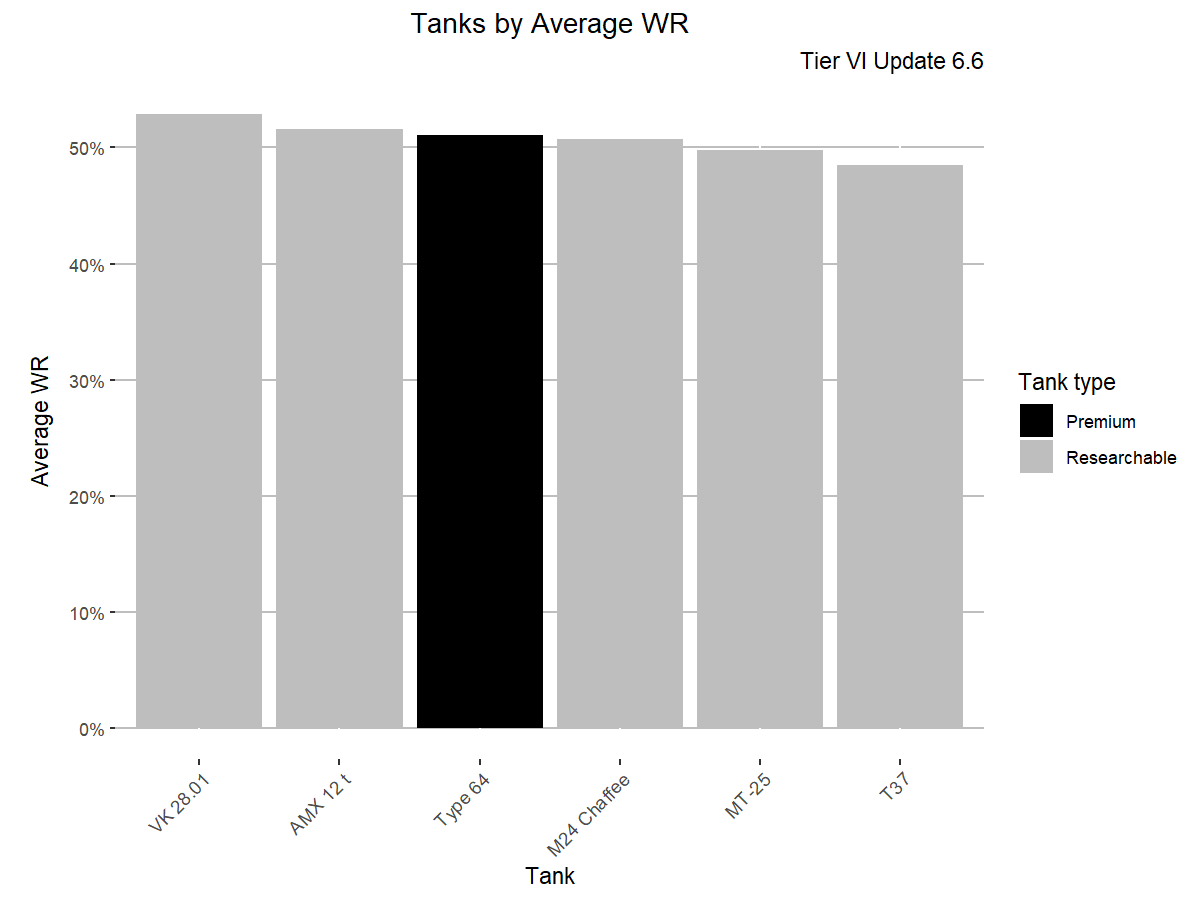 Tanks by Average WR
Tier VI Update 6.6
Average WR
50%
40%
30%
20%
10%
0%
VK 28.01
AMX 12 t
Type 64
M24 Chaffee
MT-25
T37
Tank
Tank type
Premium
Researchable